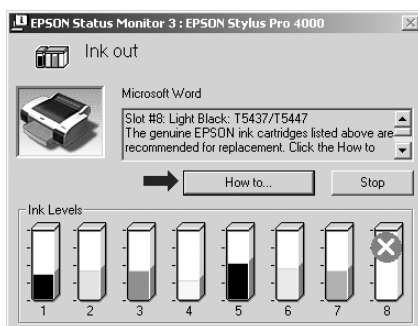 EPSON Status Monitor 3 : EPSON Stylus Pro 4000
Ink out
Microsoft Word
Slot #8: Light Black: T5437/T5447
The genuine EPSON ink cartridges listed above are
recommended for replacement. Click the How to
How to...
Stop
Ink Levels
1 2 3 4 5 6 7 8